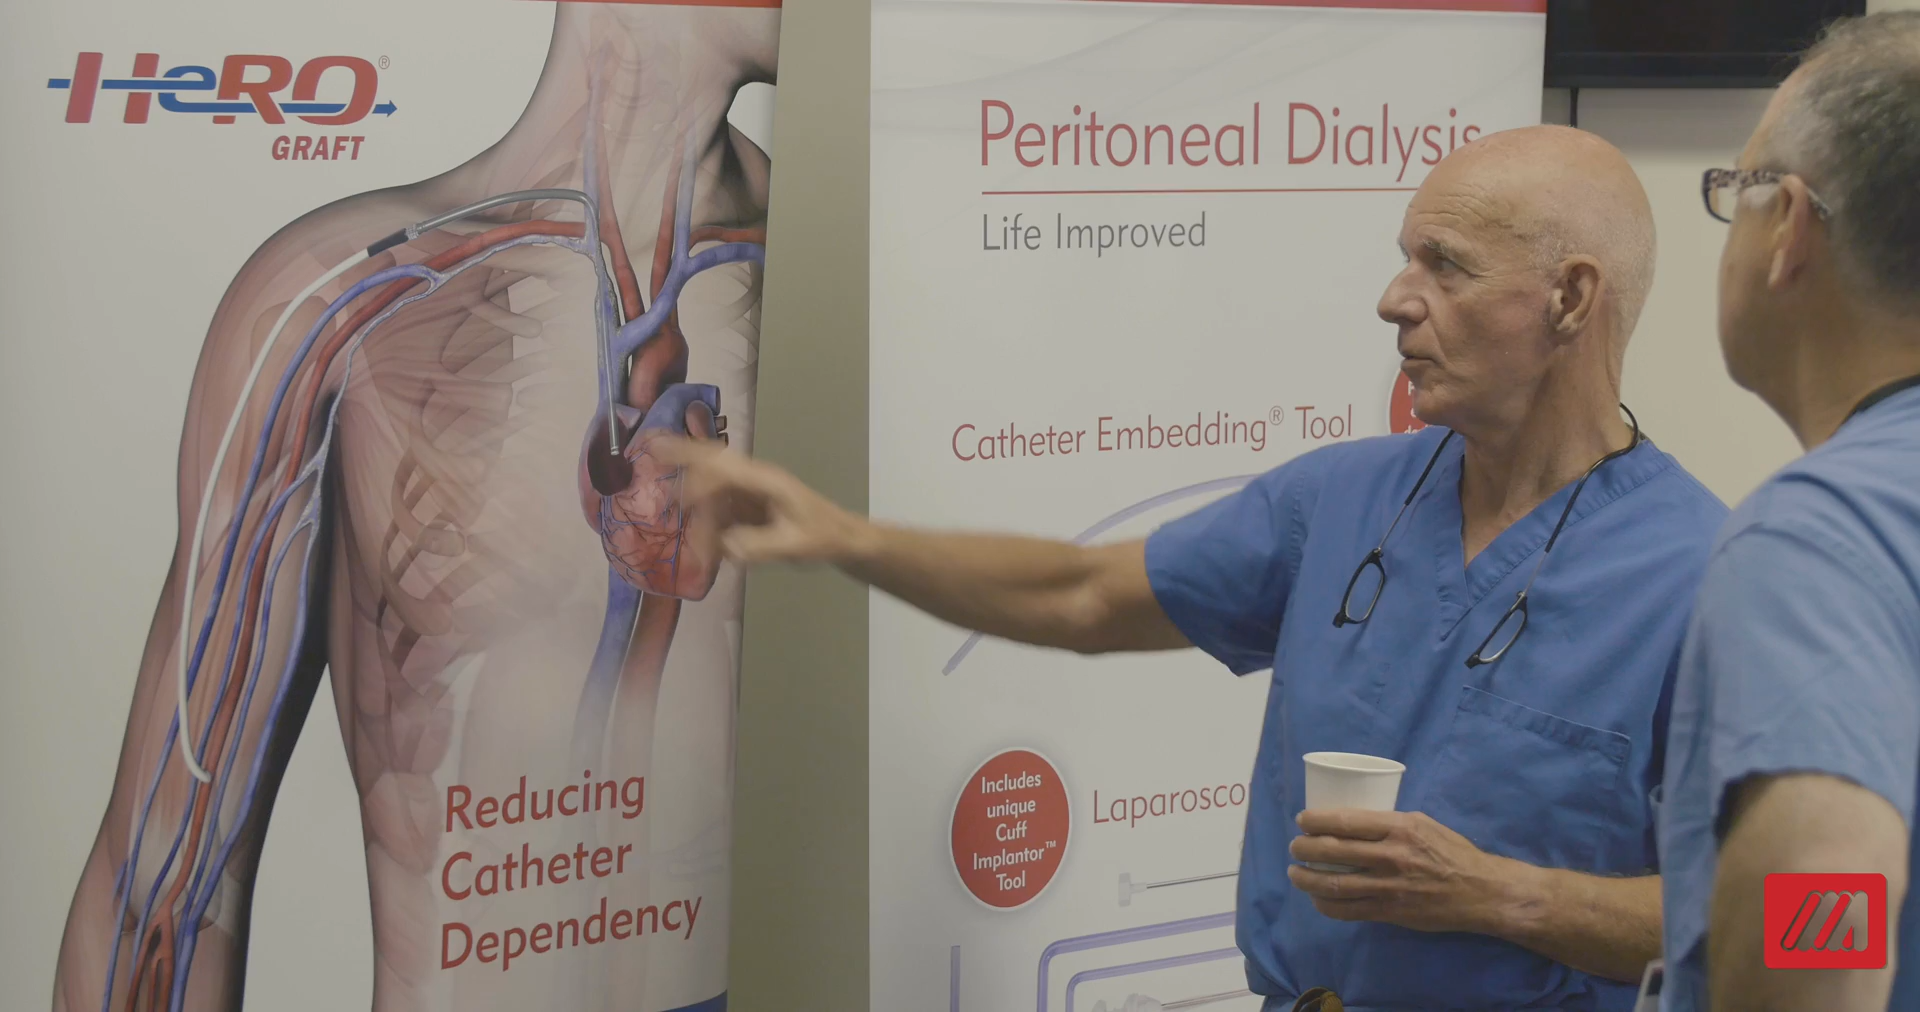 HeRO®
GRAFT
Reducing
Catheter
Dependency
Peritoneal Dialysis
Life Improved
Catheter Embedding® Tool
Includes
unique
Cuff
Implantor™
Tool